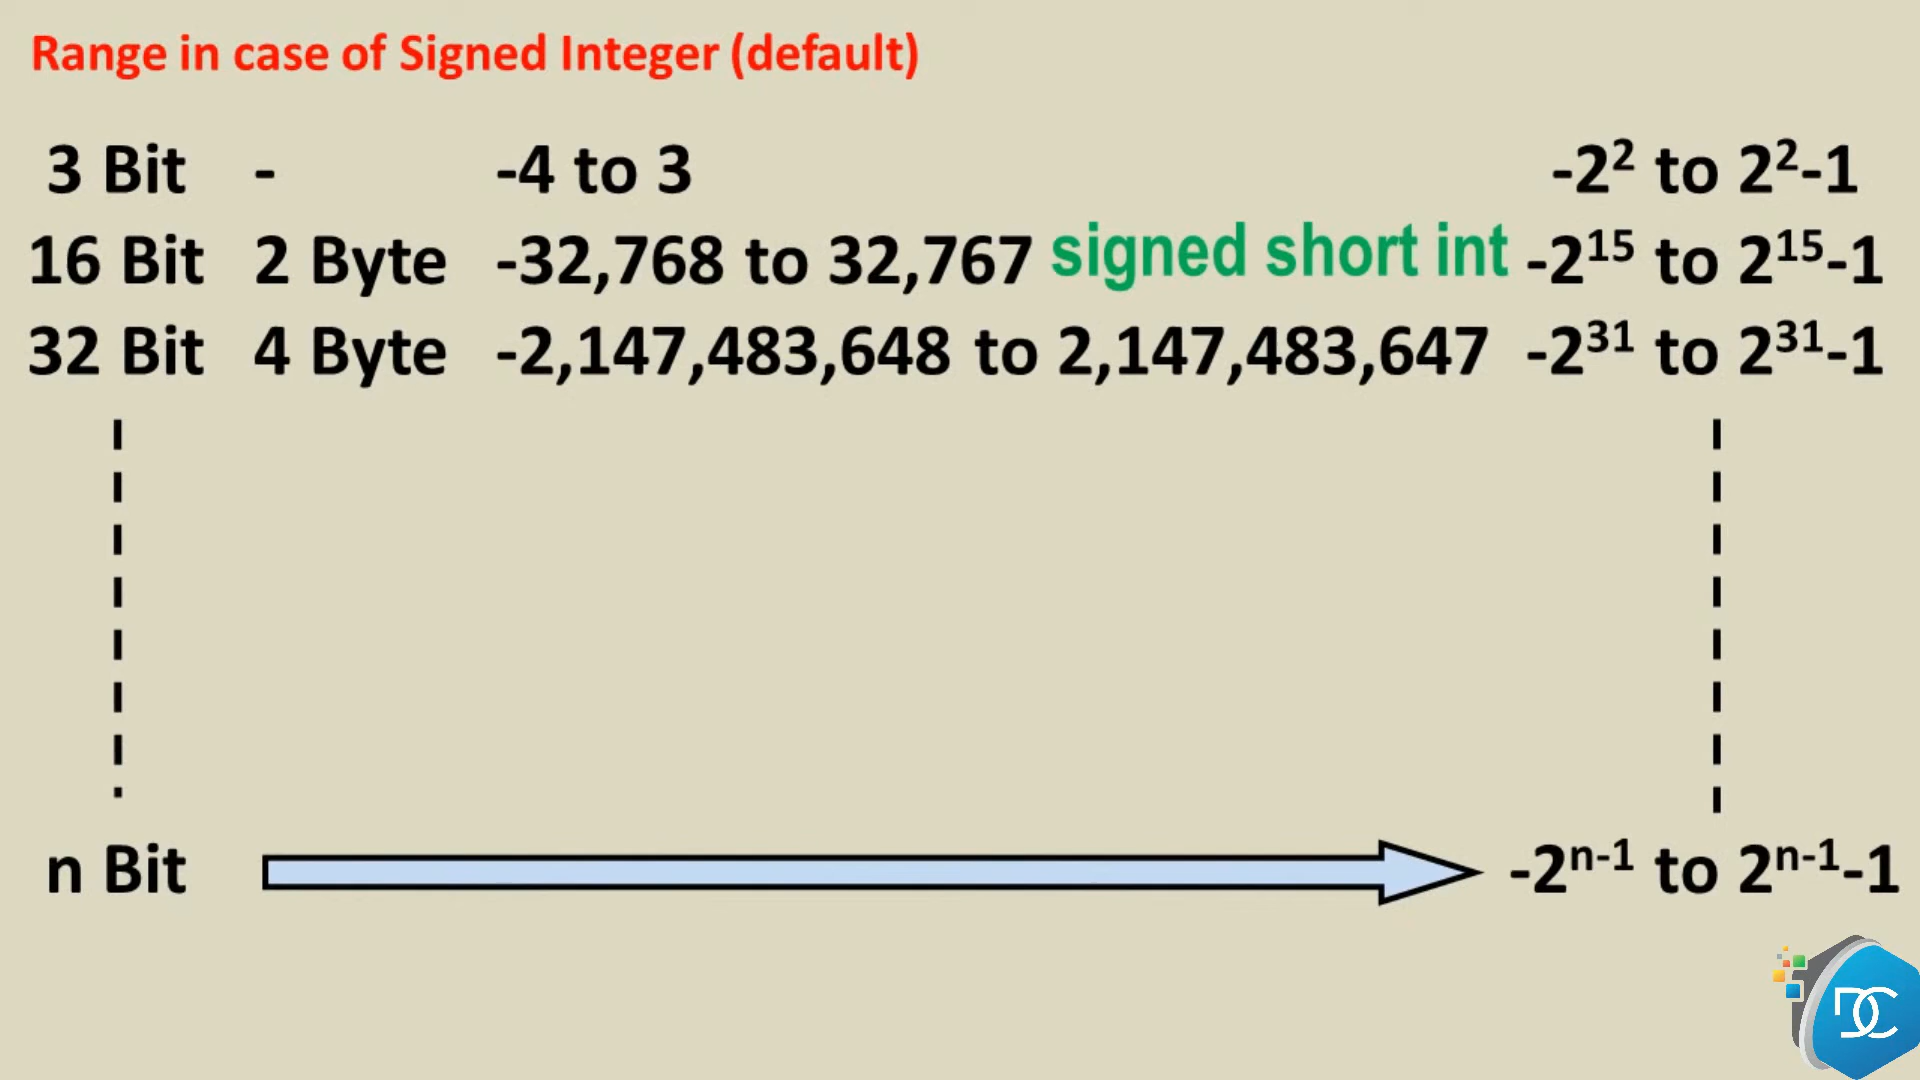 Range in case of Signed Integer (default)
3 Bit - -4 to 3 -2² to 2²-1
16 Bit 2 Byte -32,768 to 32,767 signed short int -2¹⁵ to 2¹⁵-1
32 Bit 4 Byte -2,147,483,648 to 2,147,483,647 -2³¹ to 2³¹-1
n Bit -2ⁿ⁻¹ to 2ⁿ⁻¹-1
DC